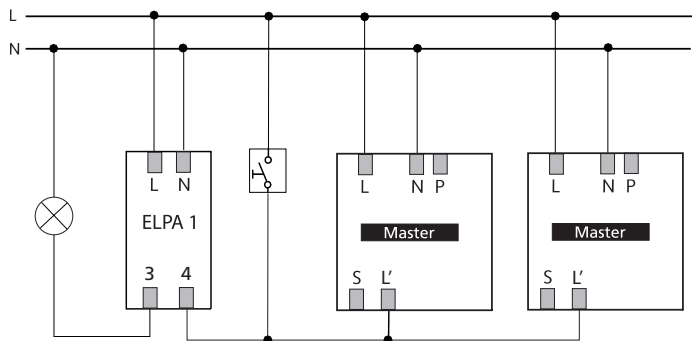 L
N
L N
ELPA 1
3 4
L N P
Master
S L'
L N P
Master
S L'